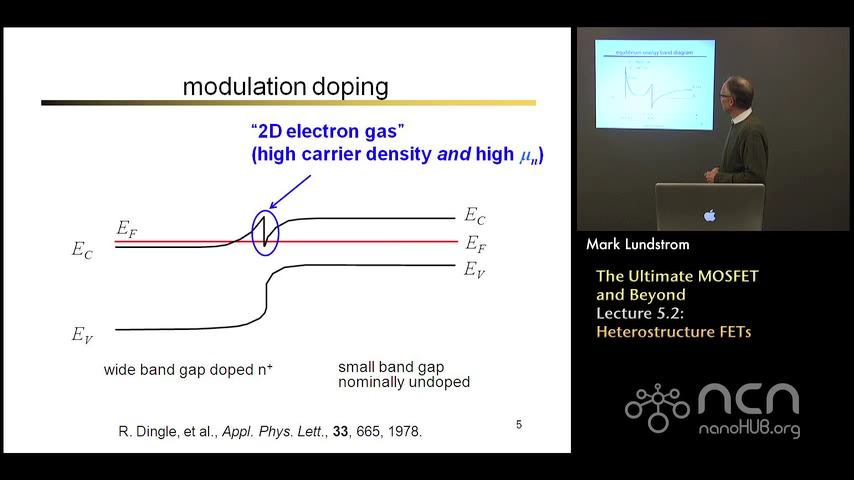 modulation doping
“2D electron gas”
(high carrier density and high μn)
EF
EC
EV
EC
EF
EV
wide band gap doped n+
small band gap
nominally undoped
R. Dingle, et al., Appl. Phys. Lett., 33, 665, 1978.
5
equilibrium energy band diagram
Mark Lundstrom
The Ultimate MOSFET
and Beyond
Lecture 5.2:
Heterostructure FETs
ncn
nanoHUB.org